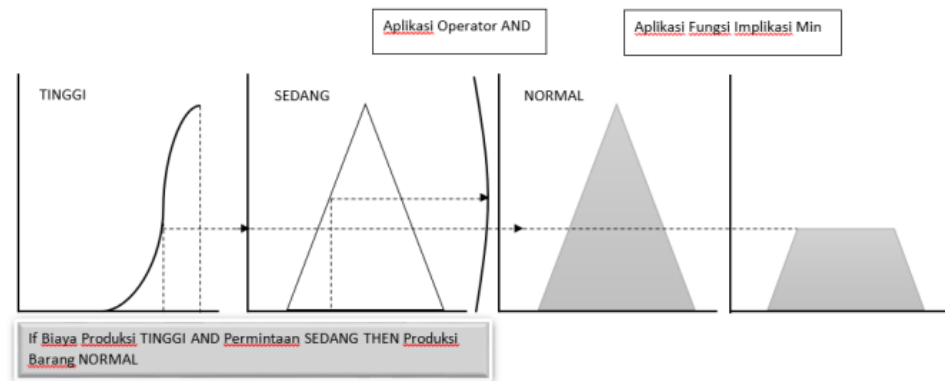 Aplikasi Operator AND
Aplikasi Fungsi Implikasi Min
TINGGI
SEDANG
NORMAL
If Biaya Produksi TINGGI AND Permintaan SEDANG THEN Produksi
Barang NORMAL